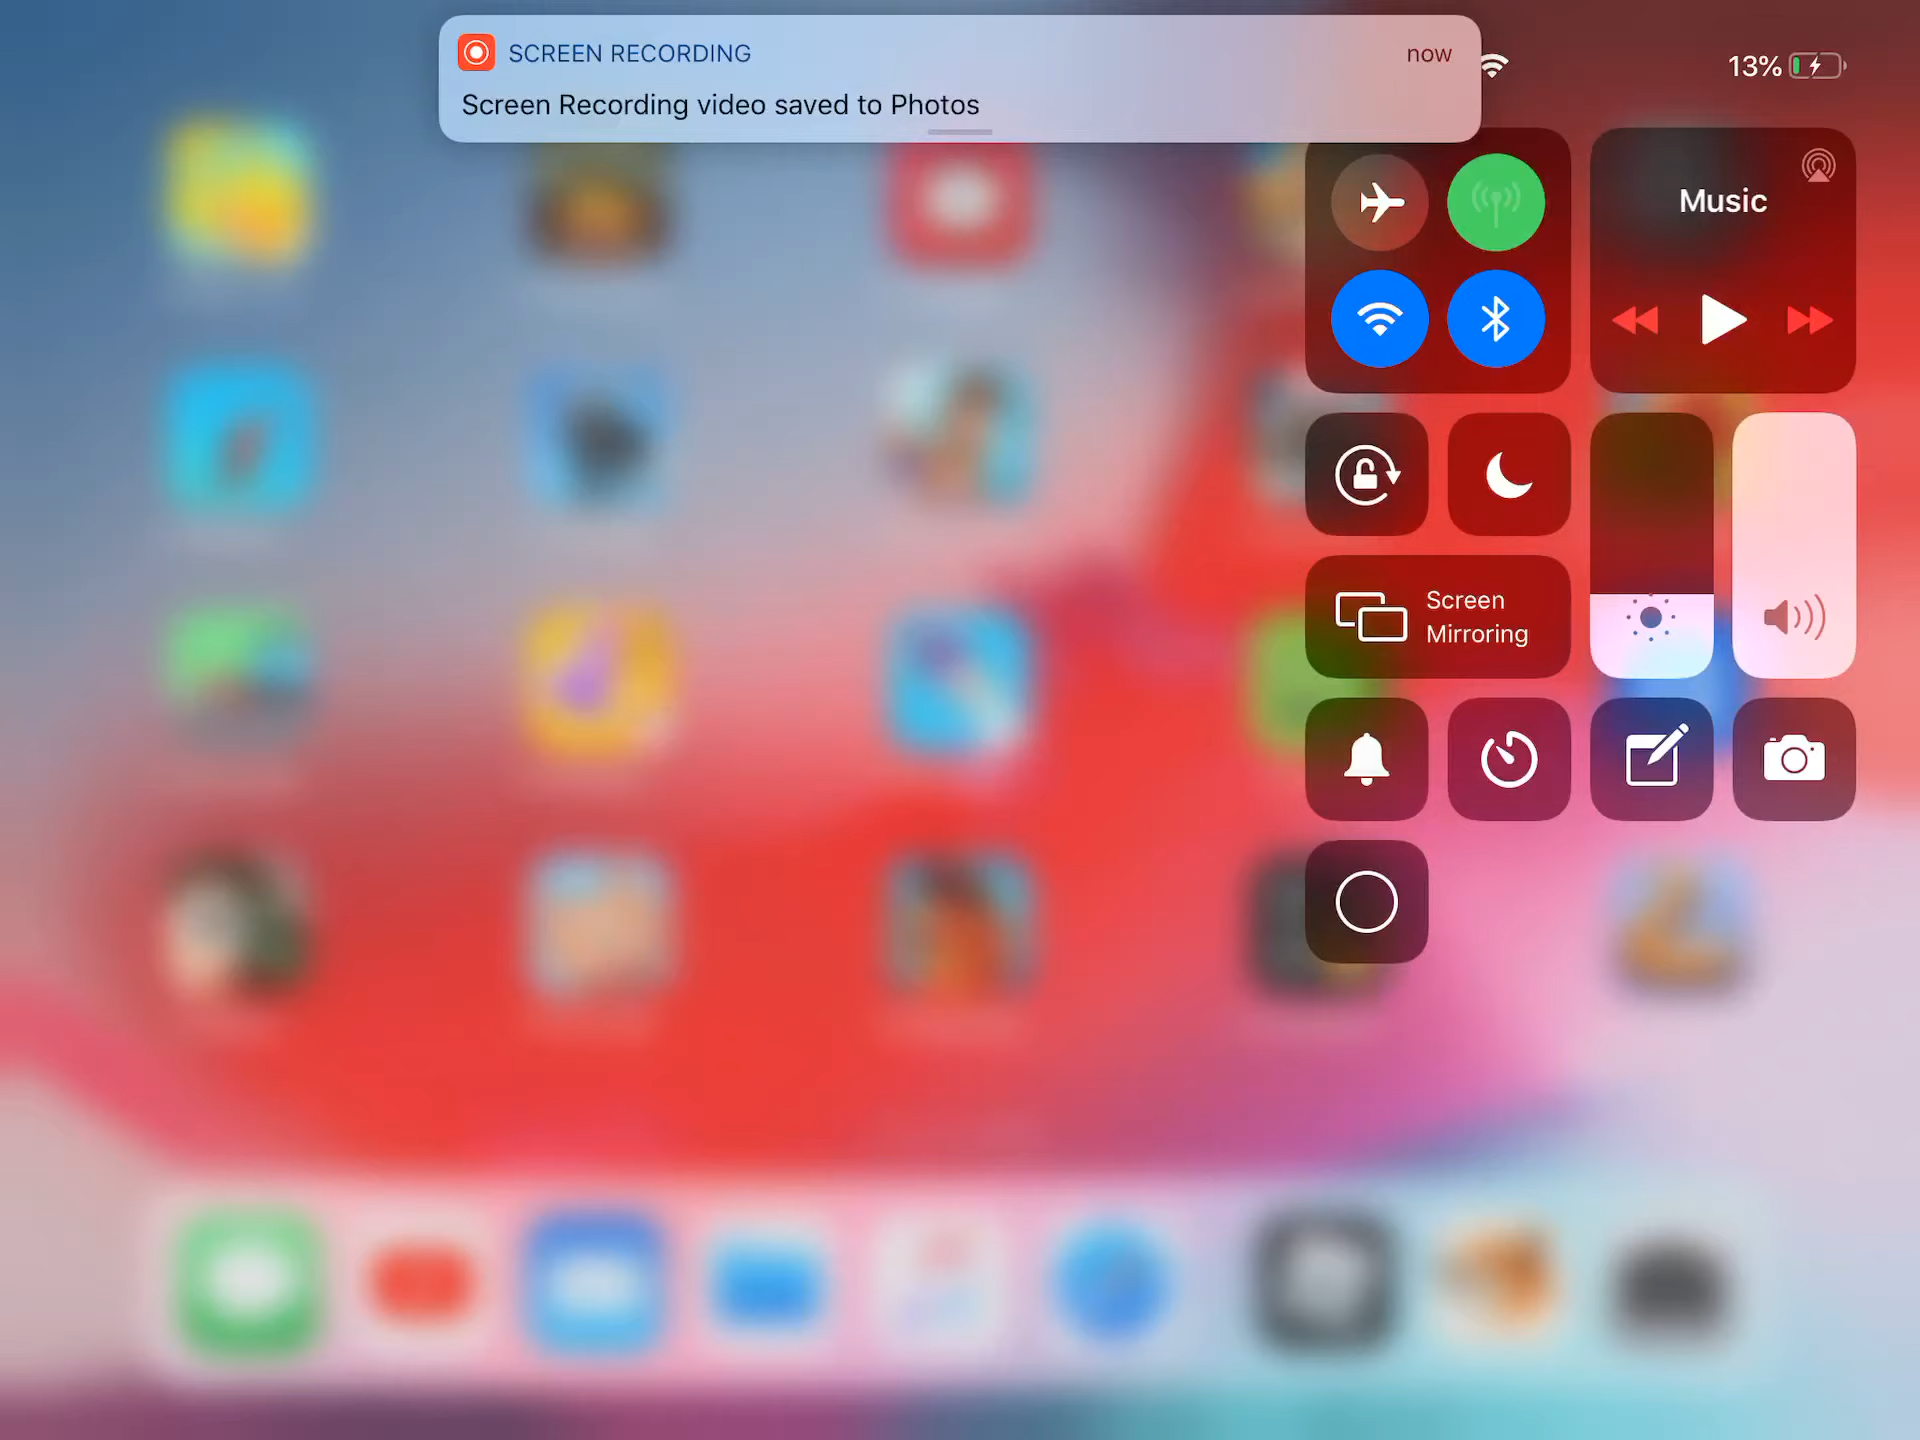 SCREEN RECORDING
now
Screen Recording video saved to Photos
13%
Music
Screen
Mirroring